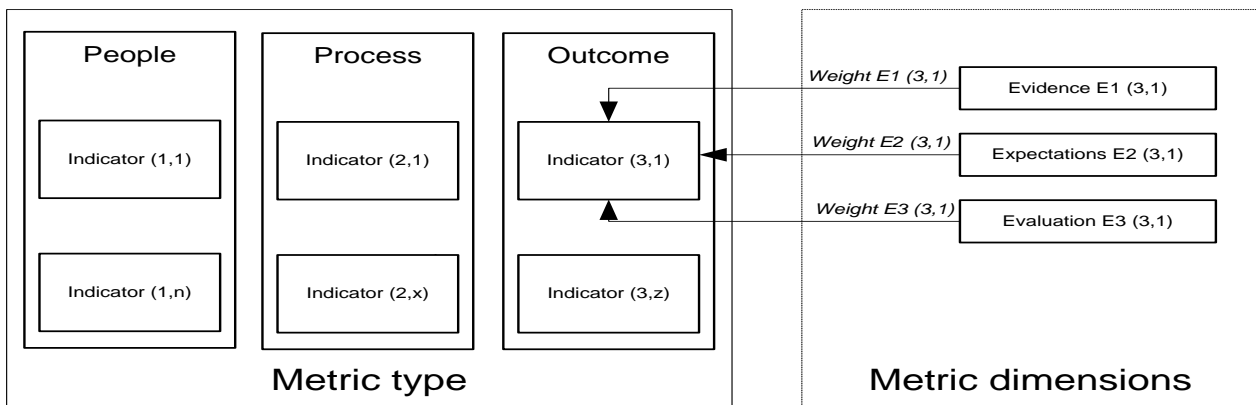 People
Process
Outcome
Indicator (1,1)
Indicator (2,1)
Indicator (3,1)
Indicator (1,n)
Indicator (2,x)
Indicator (3,z)
Metric type
Weight E1 (3,1)
Evidence E1 (3,1)
Weight E2 (3,1)
Expectations E2 (3,1)
Weight E3 (3,1)
Evaluation E3 (3,1)
Metric dimensions